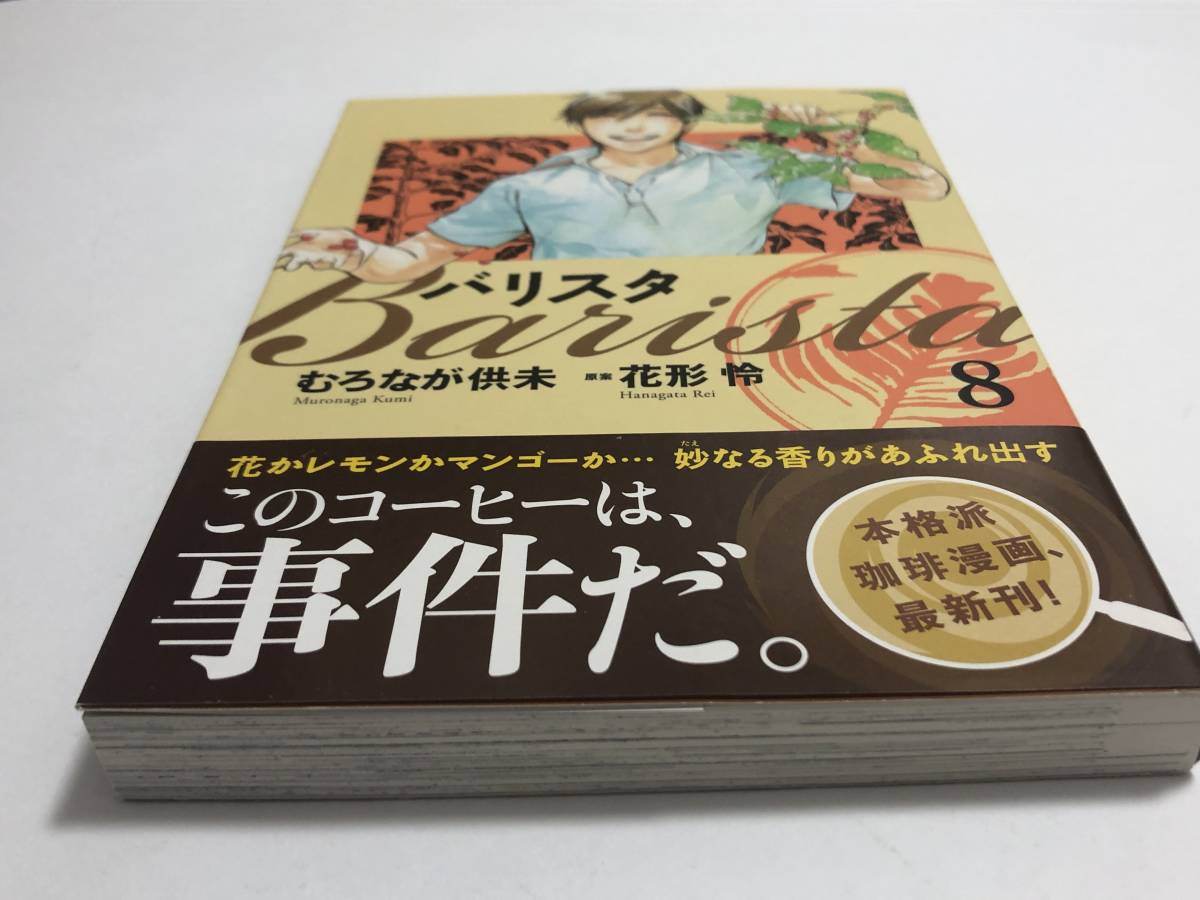 バリスタ
Barista
むろなが供未 原案 花形 怜
Muronaga Kumi Hanagata Rei
8
花かレモンかマンゴーか… 妙なる香りがあふれ出す
たえ
このコーヒーは、
事件だ。
本格派
珈琲漫画、
最新刊!